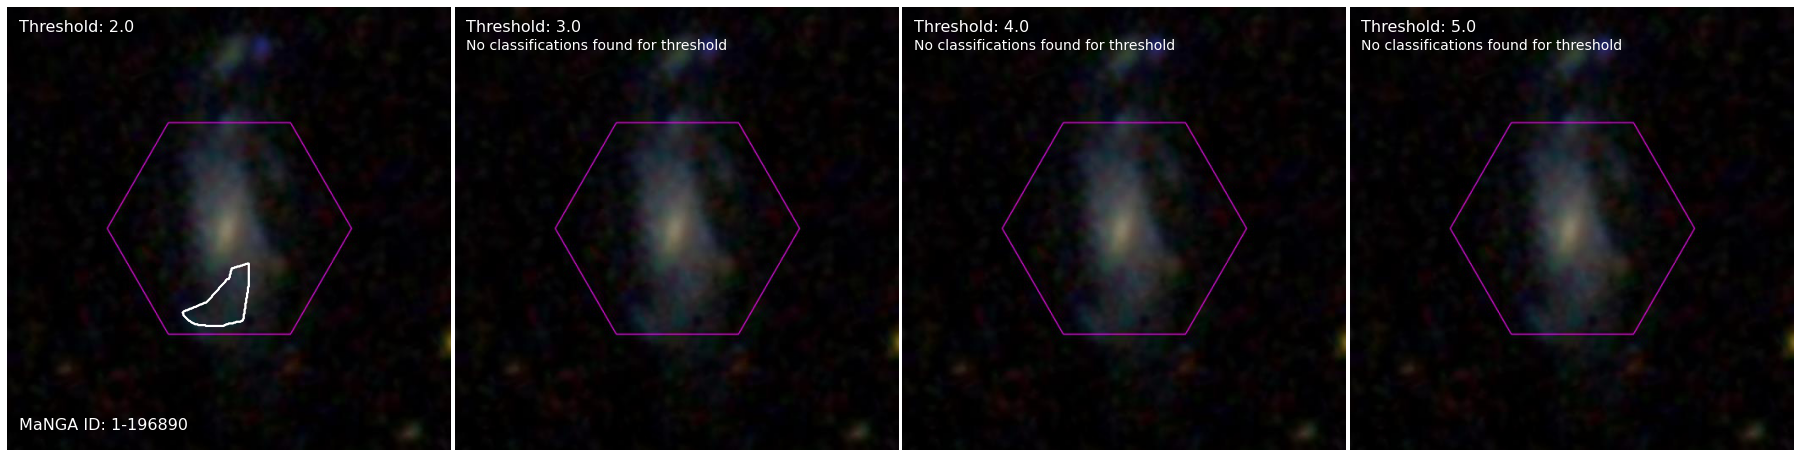 Threshold: 2.0
MaNGA ID: 1-196890
Threshold: 3.0
No classifications found for threshold
Threshold: 4.0
No classifications found for threshold
Threshold: 5.0
No classifications found for threshold